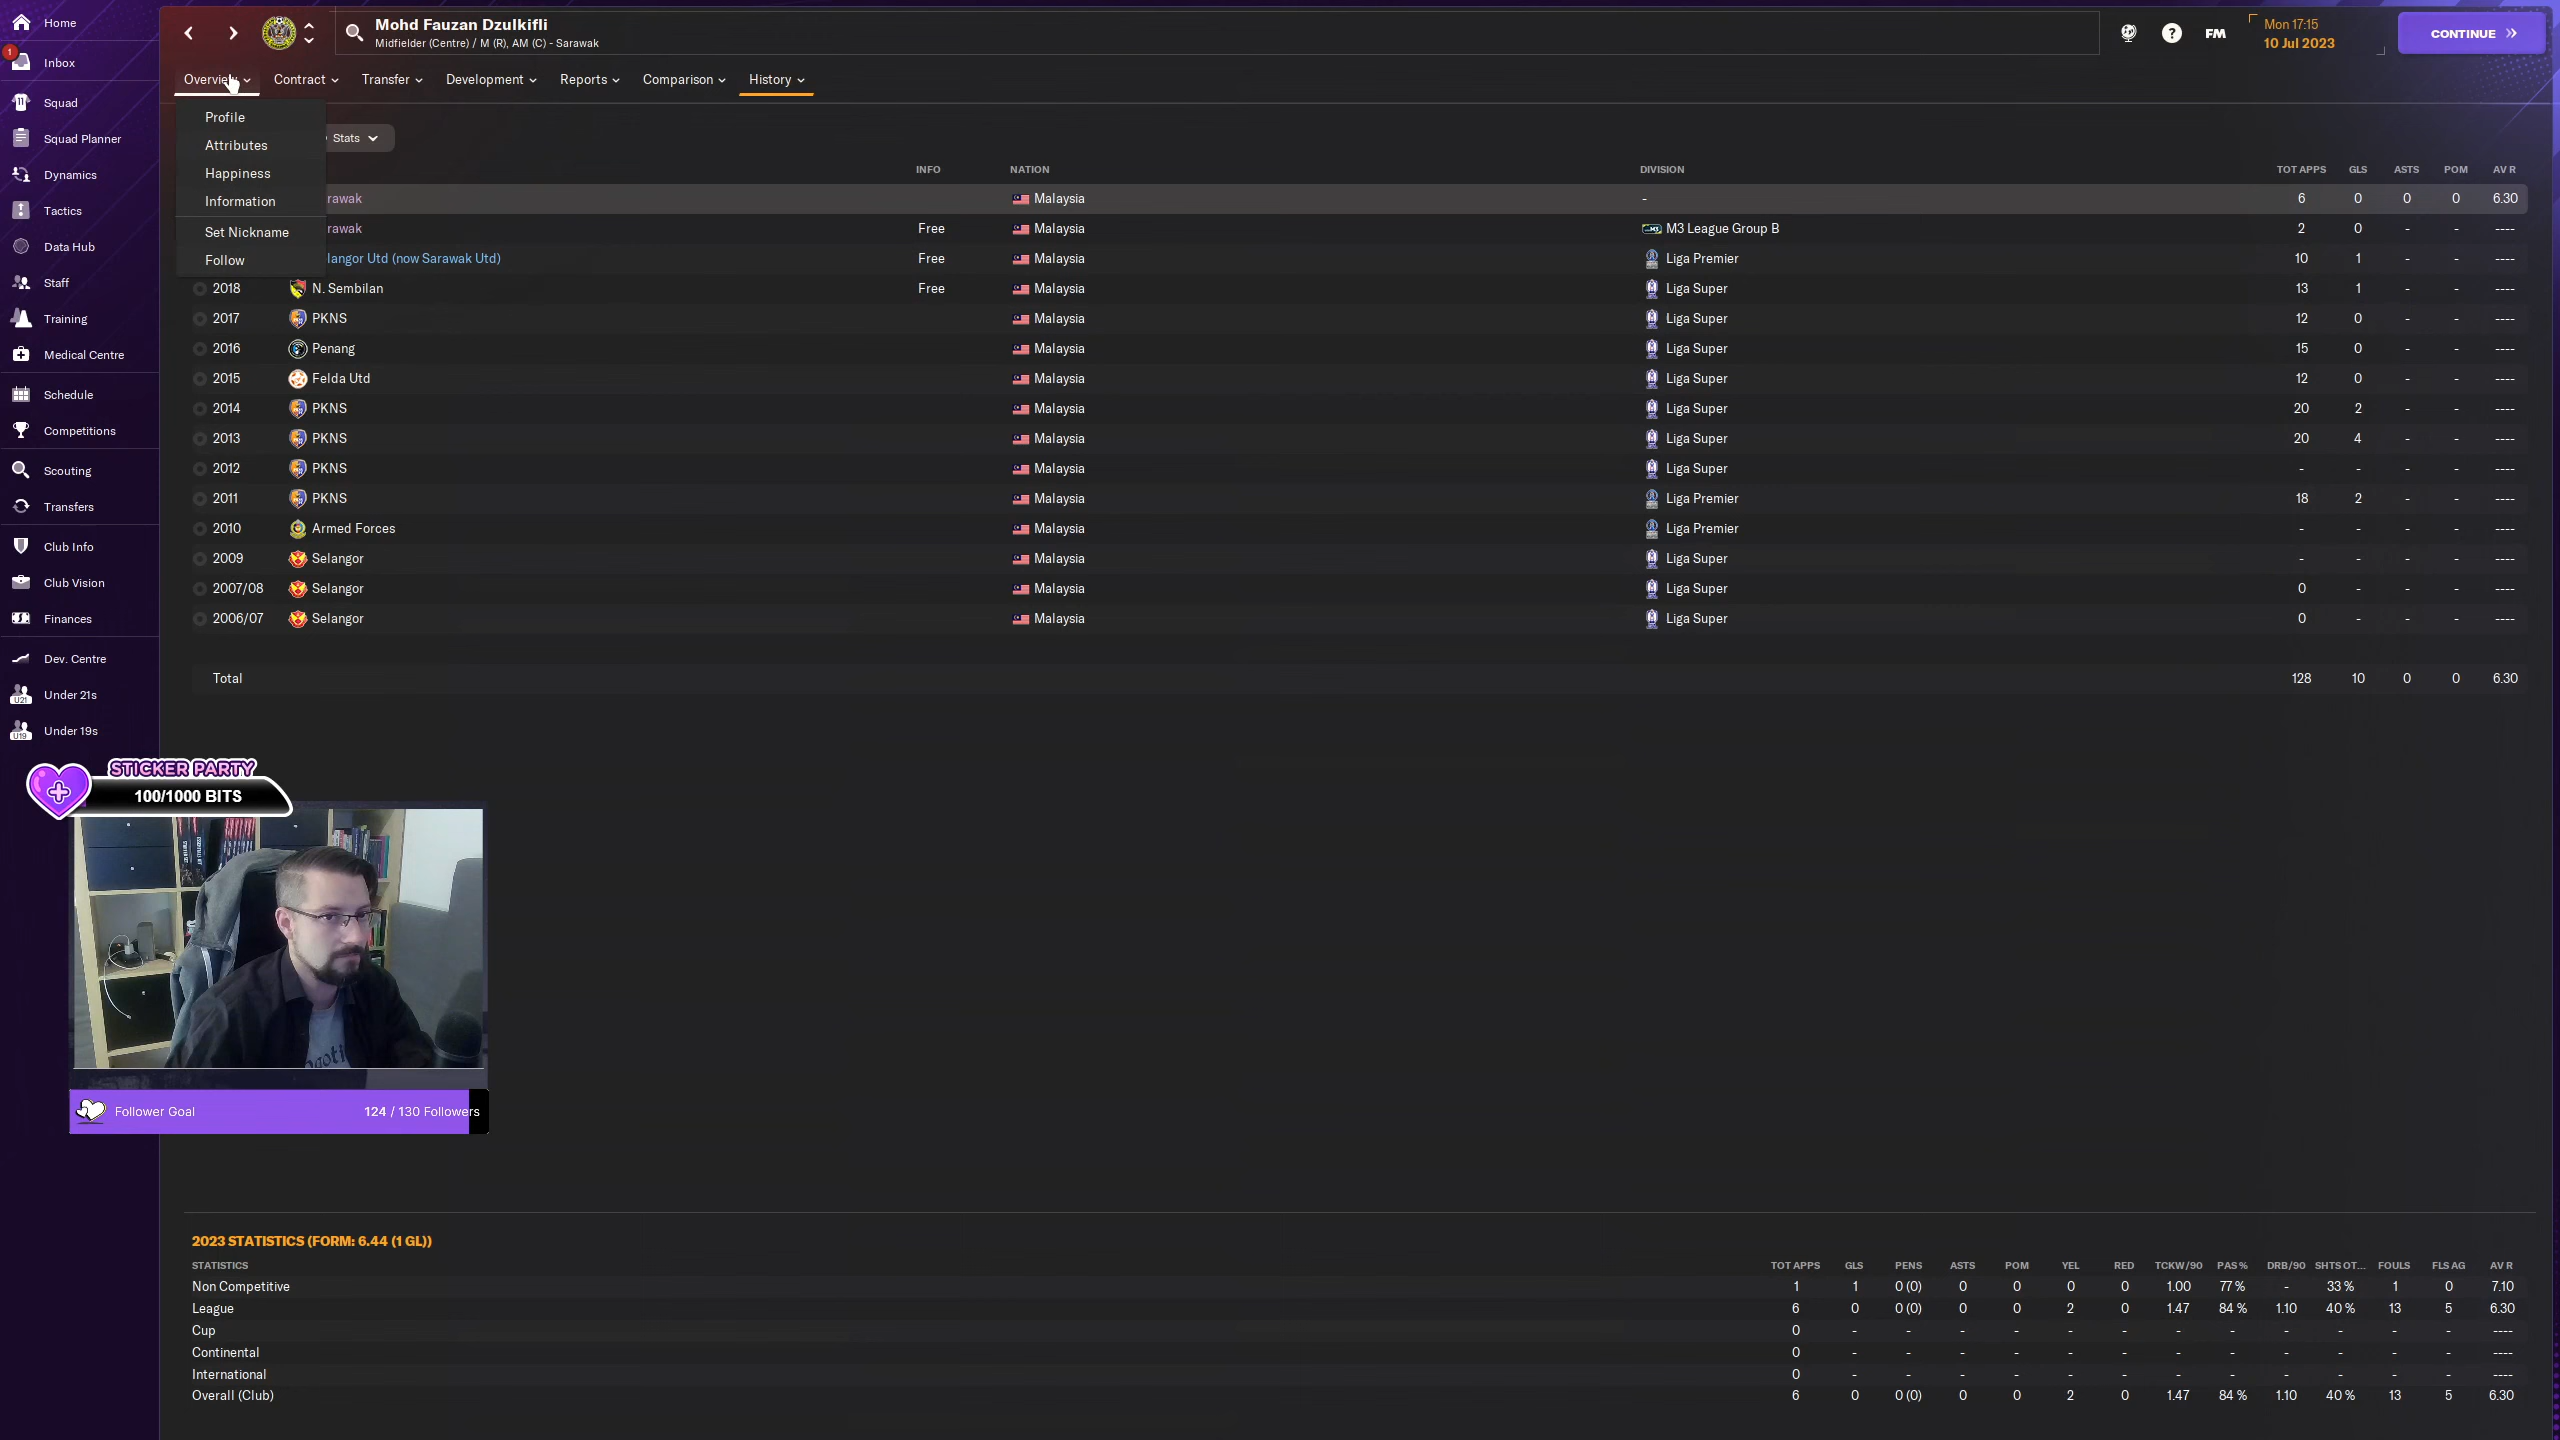 Home
Inbox
1
Squad
Squad Planner
Dynamics
Tactics
Data Hub
Staff
Training
Medical Centre
Schedule
Competitions
Scouting
Transfers
Club Info
Club Vision
Finances
Dev. Centre
Under 21s
Under 19s
Mohd Fauzan Dzulkifli
Midfielder (Centre) / M (R), AM (C) - Sarawak
FM
Mon 17:15
10 Jul 2023
CONTINUE
Overview Contract Transfer Development Reports Comparison History
Profile
Attributes
Happiness
Information
Set Nickname
Follow
Stats
INFO NATION DIVISION TOT APPS GLS ASTS POM AV R
rawak Malaysia - 6 0 0 0 6.30
rawak Free Malaysia M3 League Group B 2 0 - - ----
langor Utd (now Sarawak Utd) Free Malaysia Liga Premier 10 1 - - ----
2018 N. Sembilan Free Malaysia Liga Super 13 1 - - ----
2017 PKNS Malaysia Liga Super 12 0 - - ----
2016 Penang Malaysia Liga Super 15 0 - - ----
2015 Felda Utd Malaysia Liga Super 12 0 - - ----
2014 PKNS Malaysia Liga Super 20 2 - - ----
2013 PKNS Malaysia Liga Super 20 4 - - ----
2012 PKNS Malaysia Liga Super - - - - ----
2011 PKNS Malaysia Liga Premier 18 2 - - ----
2010 Armed Forces Malaysia Liga Premier - - - - ----
2009 Selangor Malaysia Liga Super - - - - ----
2007/08 Selangor Malaysia Liga Super 0 - - - ----
2006/07 Selangor Malaysia Liga Super 0 - - - ----
Total 128 10 0 0 6.30
STICKER PARTY
100/1000 BITS
Follower Goal 124 / 130 Followers
2023 STATISTICS (FORM: 6.44 (1 GL))
STATISTICS TOT APPS GLS PENS ASTS POM YEL RED TCKW/90 PAS % DRB/90 SHTS OT... FOULS FLS AG AV R
Non Competitive 1 1 0 (0) 0 0 0 0 1.00 77 % - 33 % 1 0 7.10
League 6 0 0 (0) 0 0 2 0 1.47 84 % 1.10 40 % 13 5 6.30
Cup 0 - - - - - - - - - - - - ----
Continental 0 - - - - - - - - - - - - ----
International 0 - - - - - - - - - - - - ----
Overall (Club) 6 0 0 (0) 0 0 2 0 1.47 84 % 1.10 40 % 13 5 6.30